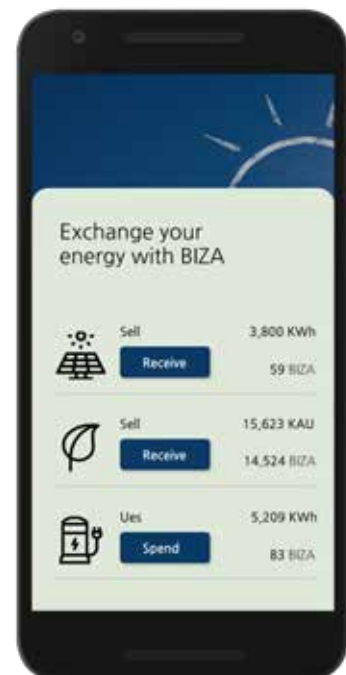 Exchange your
energy with BIZA
Sell 3,800 KWh
Receive 59 BIZA
Sell 15,623 KAU
Receive 14,524 BIZA
Ues 5,209 KWh
Spend 83 BIZA